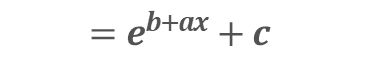 = e^{b+ax} + c